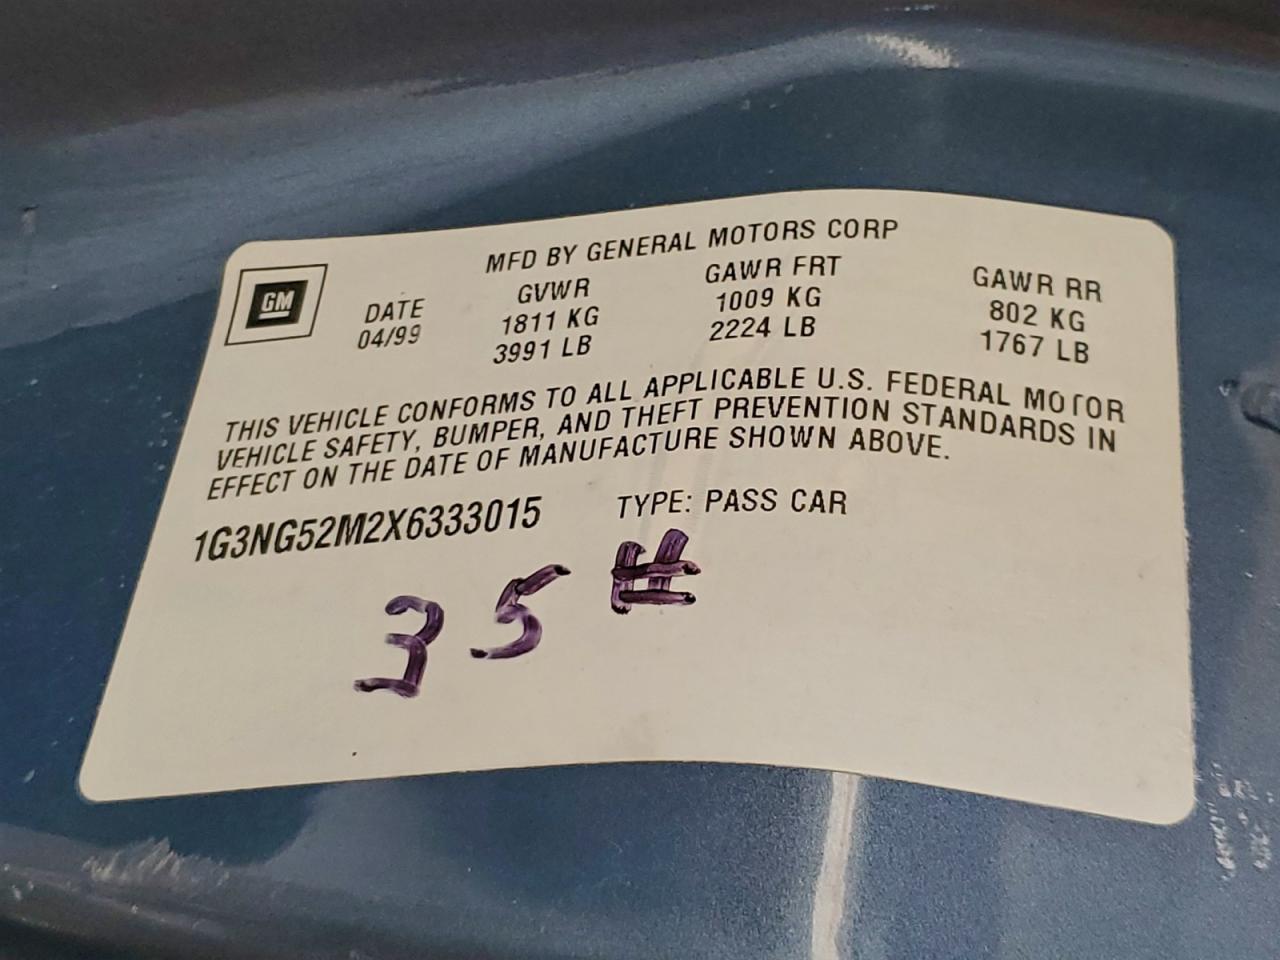 MFD BY GENERAL MOTORS CORP
GM
DATE GVWR GAWR FRT GAWR RR
04/99 1811 KG 1009 KG 802 KG
3991 LB 2224 LB 1767 LB
THIS VEHICLE CONFORMS TO ALL APPLICABLE U.S. FEDERAL MOTOR
VEHICLE SAFETY, BUMPER, AND THEFT PREVENTION STANDARDS IN
EFFECT ON THE DATE OF MANUFACTURE SHOWN ABOVE.
1G3NG52M2X6333015 TYPE: PASS CAR
35#